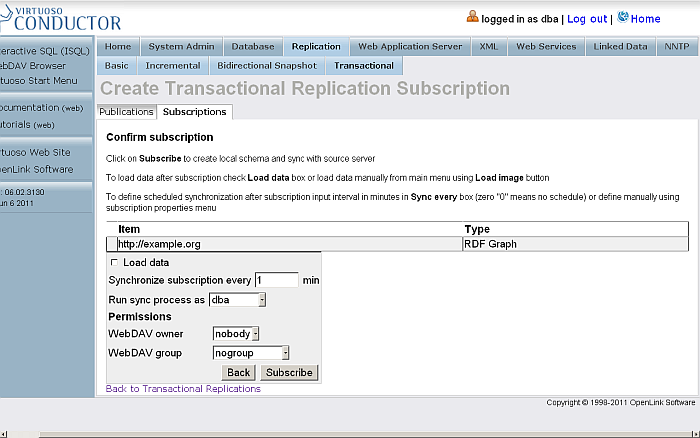 VIRTUOSO
CONDUCTOR
logged in as dba | Log out | Home
teractive SQL (ISQL)
ebDAV Browser
rtuoso Start Menu
ocumentation (web)
utorials (web)
rtuoso Web Site
penLink Software
: 06.02.3130
un 6 2011
Home System Admin Database Replication Web Application Server XML Web Services Linked Data NNTP
Basic Incremental Bidirectional Snapshot Transactional
Create Transactional Replication Subscription
Publications Subscriptions
Confirm subscription
Click on Subscribe to create local schema and sync with source server
To load data after subscription check Load data box or load data manually from main menu using Load image button
To define scheduled synchronization after subscription input interval in minutes in Sync every box (zero "0" means no schedule) or define manually using
subscription properties menu
Item Type
http://example.org RDF Graph
Load data
Synchronize subscription every 1 min
Run sync process as dba
Permissions
WebDAV owner nobody
WebDAV group nogroup
Back Subscribe
Back to Transactional Replications
Copyright © 1998-2011 OpenLink Software